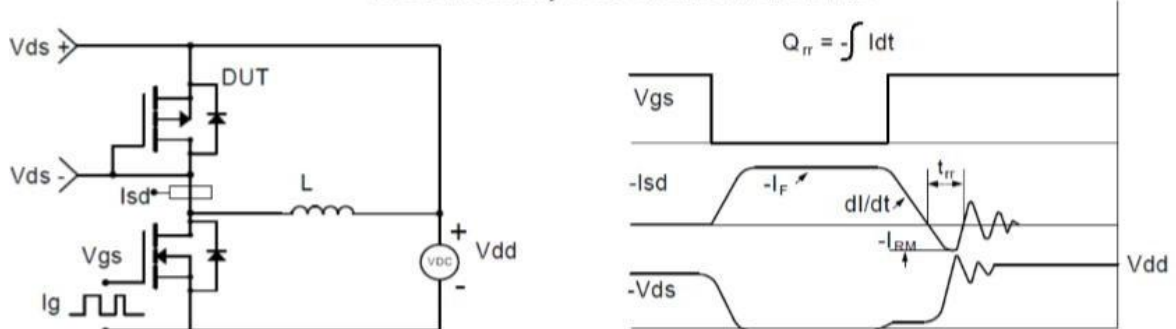 Vds +
DUT
Vds -
Isd
L
Vgs
Ig
+
VDC
-
Vdd
Qrr = -∫ Idt
Vgs
-Isd
-IF
dI/dt
trr
-IRM
-Vds
Vdd